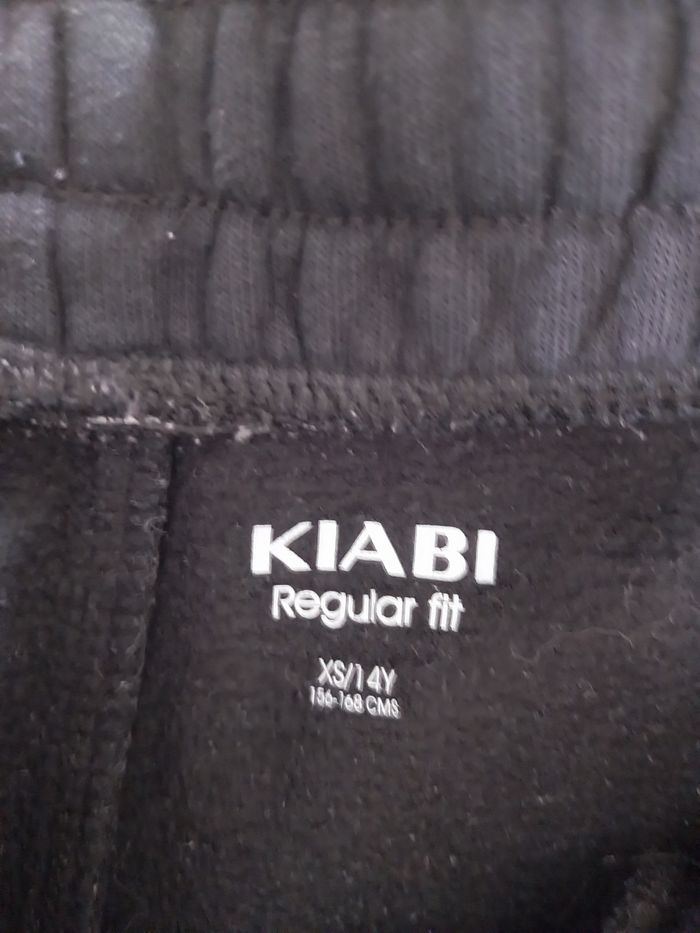 KIABI
Regular fit
XS/14Y
156-168 CMS